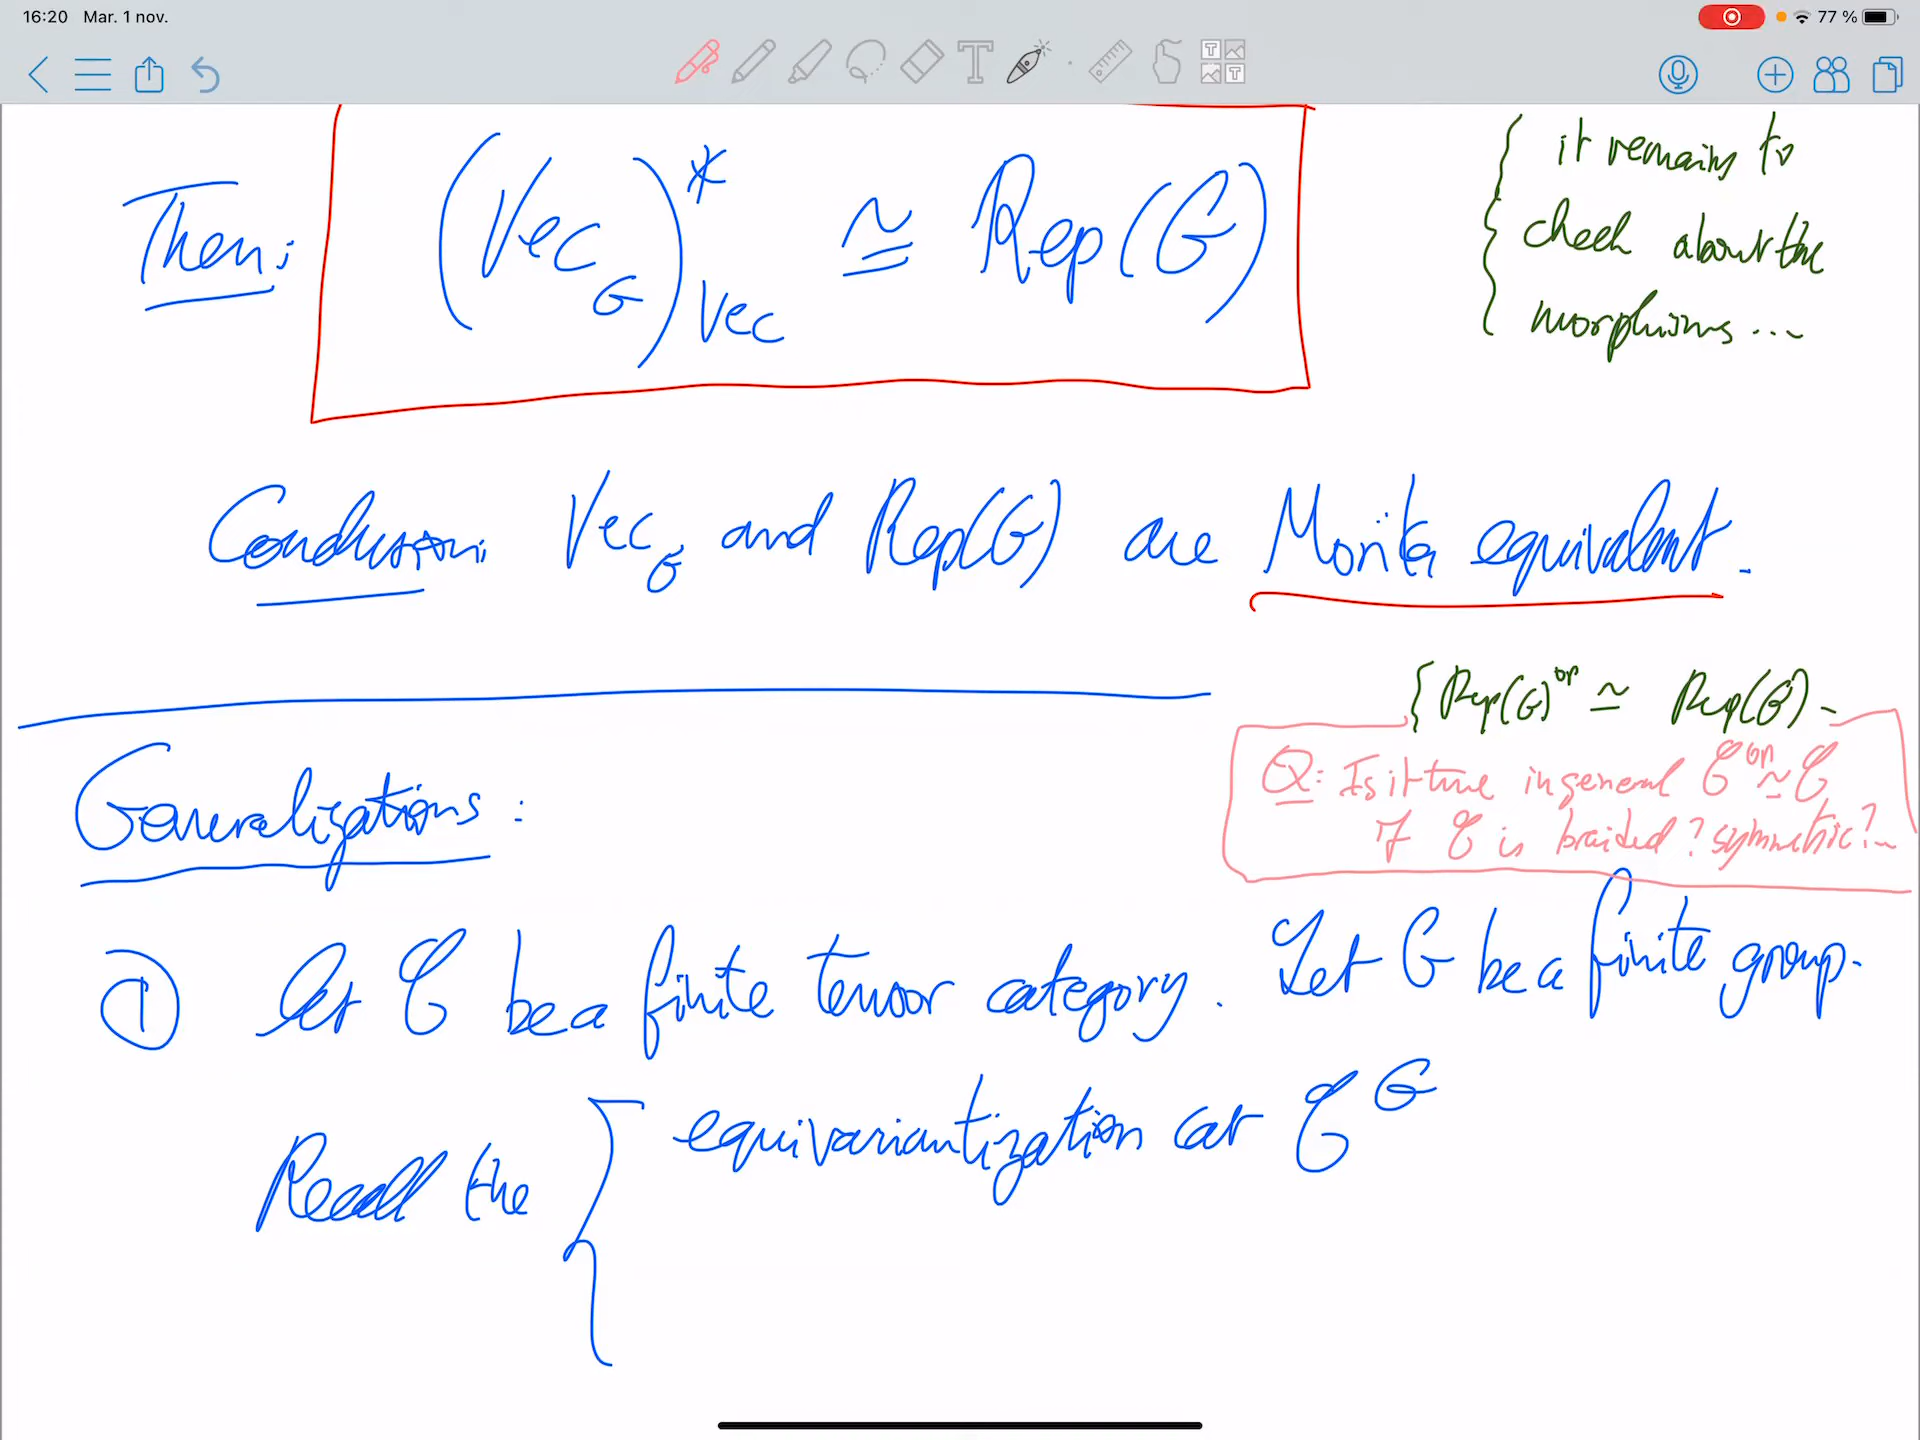 16:20 Mar. 1 nov.
77 %
Then: (Vec_G)^*_Vec ≅ Rep(G)
{ it remains to
check about the
morphisms ...
Conclusion: Vec_G and Rep(G) are Morita equivalent.
{ Rep(G)^op ≃ Rep(G).
Q: Is it true in general 𝒞^op ≃ 𝒞
if 𝒞 is braided? symmetric?...
Generalizations:
① let 𝒞 be a finite tensor category. Let G be a finite group.
Recall the { equivariantization cat 𝒞^G